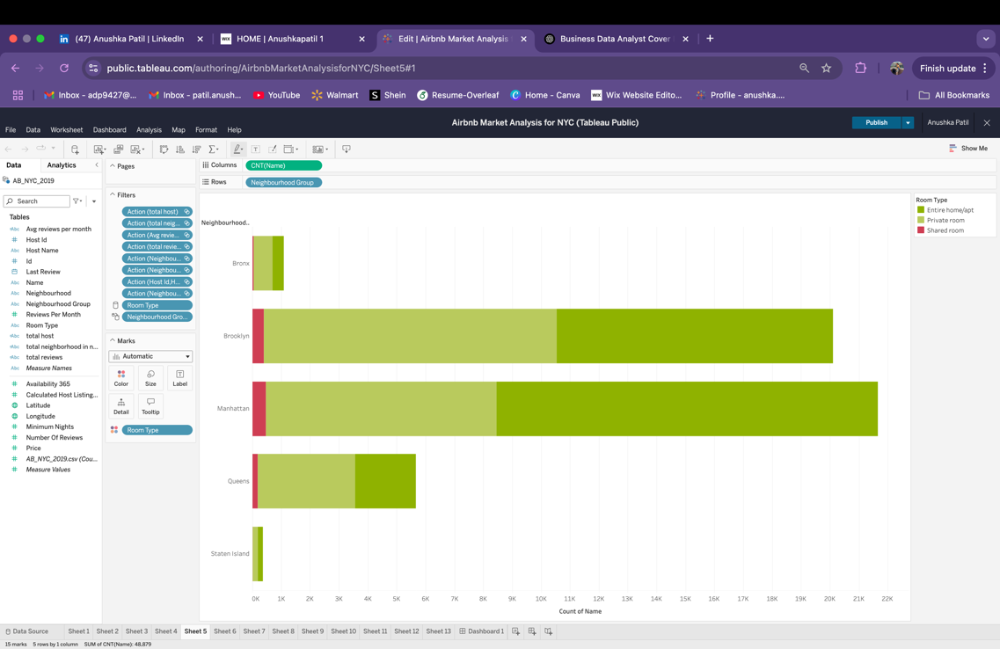 (47) Anushka Patil | LinkedIn
HOME | Anushkapatil 1
Edit | Airbnb Market Analysis
Business Data Analyst Cover
public.tableau.com/authoring/AirbnbMarketAnalysisforNYC/Sheet5#1
Finish update
Inbox - adp9427@...
Inbox - patil.anush...
YouTube
Walmart
Shein
Resume-Overleaf
Home - Canva
WIX Wix Website Edito...
Profile - anushka....
All Bookmarks
Airbnb Market Analysis for NYC (Tableau Public)
Publish
Anushka Patil
File Data Worksheet Dashboard Analysis Map Format Help
Show Me
Data Analytics
AB_NYC_2019
Search
Tables
Abc Avg reviews per month
# Host Id
Abc Host Name
# Id
Last Review
Abc Name
Abc Neighbourhood
Abc Neighbourhood Group
# Reviews Per Month
Abc Room Type
Abc total host
Abc total neighborhood in n...
Abc total reviews
Abc Measure Names
# Availability 365
# Calculated Host Listing...
Latitude
Longitude
# Minimum Nights
# Number Of Reviews
# Price
# AB_NYC_2019.csv (Cou...
# Measure Values
Pages
Filters
Action (total host)
Action (total neig...
Action (Avg revie...
Action (total revie...
Action (Neighbou...
Action (Neighbou...
Action (Host Id,H...
Action (Neighbou...
Room Type
Neighbourhood Gro...
Marks
Automatic
Color Size Label
Detail Tooltip
Room Type
Columns CNT(Name)
Rows Neighbourhood Group
Neighbourhood..
Bronx
Brooklyn
Manhattan
Queens
Staten Island
0K 1K 2K 3K 4K 5K 6K 7K 8K 9K 10K 11K 12K 13K 14K 15K 16K 17K 18K 19K 20K 21K 22K
Count of Name
Room Type
Entire home/apt
Private room
Shared room
Data Source Sheet 1 Sheet 2 Sheet 3 Sheet 4 Sheet 5 Sheet 6 Sheet 7 Sheet 8 Sheet 9 Sheet 10 Sheet 11 Sheet 12 Sheet 13 Dashboard 1
15 marks 5 rows by 1 column SUM of CNT(Name): 48,879